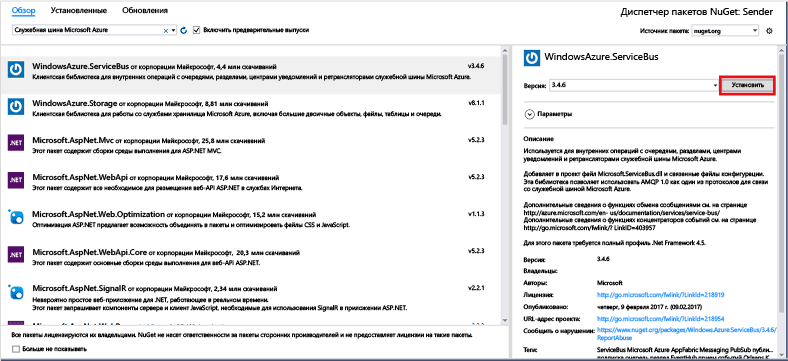 Обзор Установленные Обновления
Диспетчер пакетов NuGet: Sender
Служебная шина Microsoft Azure
Включить предварительные выпуски
Источник пакета: nuget.org
WindowsAzure.ServiceBus от корпорации Майкрософт, 4,4 млн скачиваний v3.4.6
Клиентская библиотека для внутренних операций с очередями, разделами, центрами уведомлений и ретрансляторами служебной шины Microsoft Azure.
WindowsAzure.Storage от корпорации Майкрософт, 8,81 млн скачиваний v8.1.1
Клиентская библиотека для работы со службами хранилища Microsoft Azure, включая большие двоичные объекты, файлы, таблицы и очереди.
.NET
Microsoft.AspNet.Mvc от корпорации Майкрософт, 25,8 млн скачиваний v5.2.3
Этот пакет содержит сборки среды выполнения для ASP.NET MVC.
.NET
Microsoft.AspNet.WebApi от корпорации Майкрософт, 17,6 млн скачиваний v5.2.3
Этот пакет содержит все необходимое для размещения веб-API ASP.NET в службах Интернета.
Microsoft.AspNet.Web.Optimization от корпорации Майкрософт, 15,2 млн скачиваний v1.1.3
Оптимизация ASP.NET предлагает возможность объединять в пакеты и оптимизировать файлы CSS и JavaScript.
.NET
Microsoft.AspNet.WebApi.Core от корпорации Майкрософт, 20,3 млн скачиваний v5.2.3
Этот пакет содержит основные сборки среды выполнения для веб-API ASP.NET.
Microsoft.AspNet.SignalR от корпорации Майкрософт, 2,34 млн скачиваний v2.2.1
Невероятно простое веб-приложение для .NET, работающее в реальном времени.
Этот пакет запрашивает компоненты сервера и клиент JavaScript, необходимые для использования SignalR в приложении ASP.NET.
Все пакеты лицензируются их владельцами. NuGet не несет ответственности за пакеты сторонних производителей и не предоставляет лицензии на такие пакеты.
Больше не показывать
WindowsAzure.ServiceBus
Версия: 3.4.6 Установить
Параметры
Описание
Используется для внутренних операций с очередями, разделами, центрами
уведомлений и ретрансляторами служебной шины Microsoft Azure.
Добавляет в проект файл Microsoft.ServiceBus.dll и связанные файлы конфигурации.
Эта библиотека позволяет использовать AMQP 1.0 как один из протоколов для связи
со служебной шиной Microsoft Azure.
Дополнительные сведения о функциях обмена сообщениями см. на странице
http://azure.microsoft.com/en- us/documentation/services/service-bus/
Дополнительные сведения о функциях концентраторов событий см. на странице
http://go.microsoft.com/fwlink/? LinkID=403957
Для этого пакета требуется полный профиль .Net Framework 4.5.
Версия: 3.4.6
Владельцы:
Авторы: Microsoft
Лицензия: http://go.microsoft.com/fwlink/?LinkId=218919
Опубликовано: четверг, 9 февраля 2017 г. (09.02.2017)
URL-адрес проекта: http://go.microsoft.com/fwlink/?LinkId=218954
Сообщить о нарушении: https://www.nuget.org/packages/WindowsAzure.ServiceBus/3.4.6/
ReportAbuse
Теги: ServiceBus Microsoft Azure AppFabric Messaging PubSub публи...